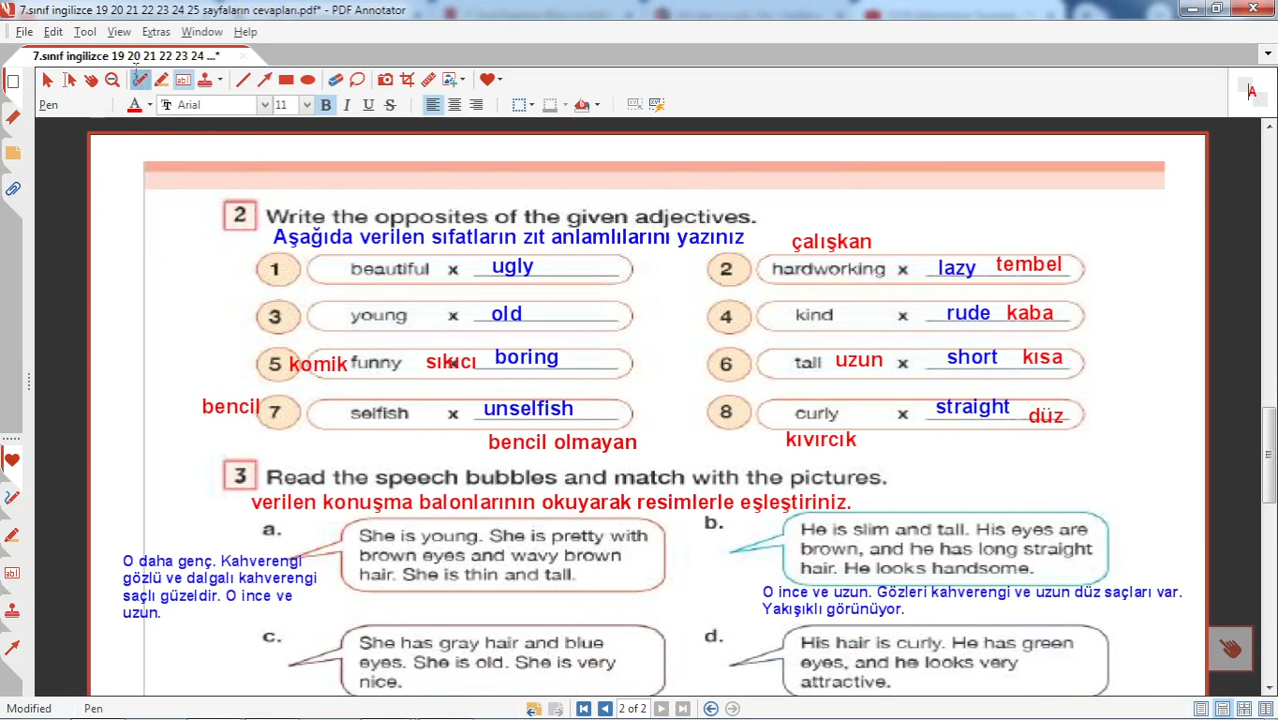 7.sınıf ingilizce 19 20 21 22 23 24 25 sayfaların cevapları.pdf* - PDF Annotator
File Edit Tool View Extras Window Help
7.sınıf ingilizce 19 20 21 22 23 24 ...*
Pen A Arial 11 B I U S
A
2 Write the opposites of the given adjectives.
Aşağıda verilen sıfatların zıt anlamlılarını yazınız
çalışkan
1 beautiful x ugly
2 hardworking x lazy tembel
3 young x old
4 kind x rude kaba
5 komik funny sıkıcı x boring
6 tall uzun x short kısa
bencil 7 selfish x unselfish
bencil olmayan
8 curly x straight düz
kıvırcık
3 Read the speech bubbles and match with the pictures.
verilen konuşma balonlarının okuyarak resimlerle eşleştiriniz.
a.
She is young. She is pretty with
brown eyes and wavy brown
hair. She is thin and tall.
O daha genç. Kahverengi
gözlü ve dalgalı kahverengi
saçlı güzeldir. O ince ve
uzun.
b.
He is slim and tall. His eyes are
brown, and he has long straight
hair. He looks handsome.
O ince ve uzun. Gözleri kahverengi ve uzun düz saçları var.
Yakışıklı görünüyor.
c.
She has gray hair and blue
eyes. She is old. She is very
nice.
d.
His hair is curly. He has green
eyes, and he looks very
attractive.
Modified Pen 2 of 2